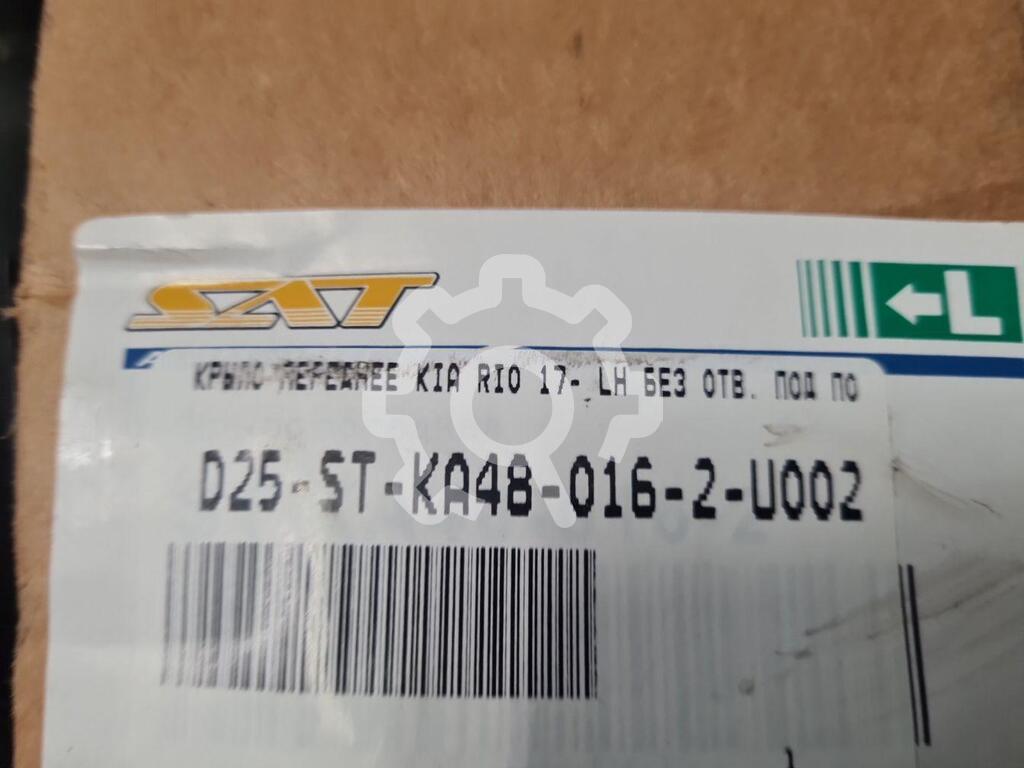 SAT
L
КРЫЛО ПЕРЕДНЕЕ KIA RIO 17- LH БЕЗ ОТВ. ПОД ПО
D25-ST-KA48-016-2-U002